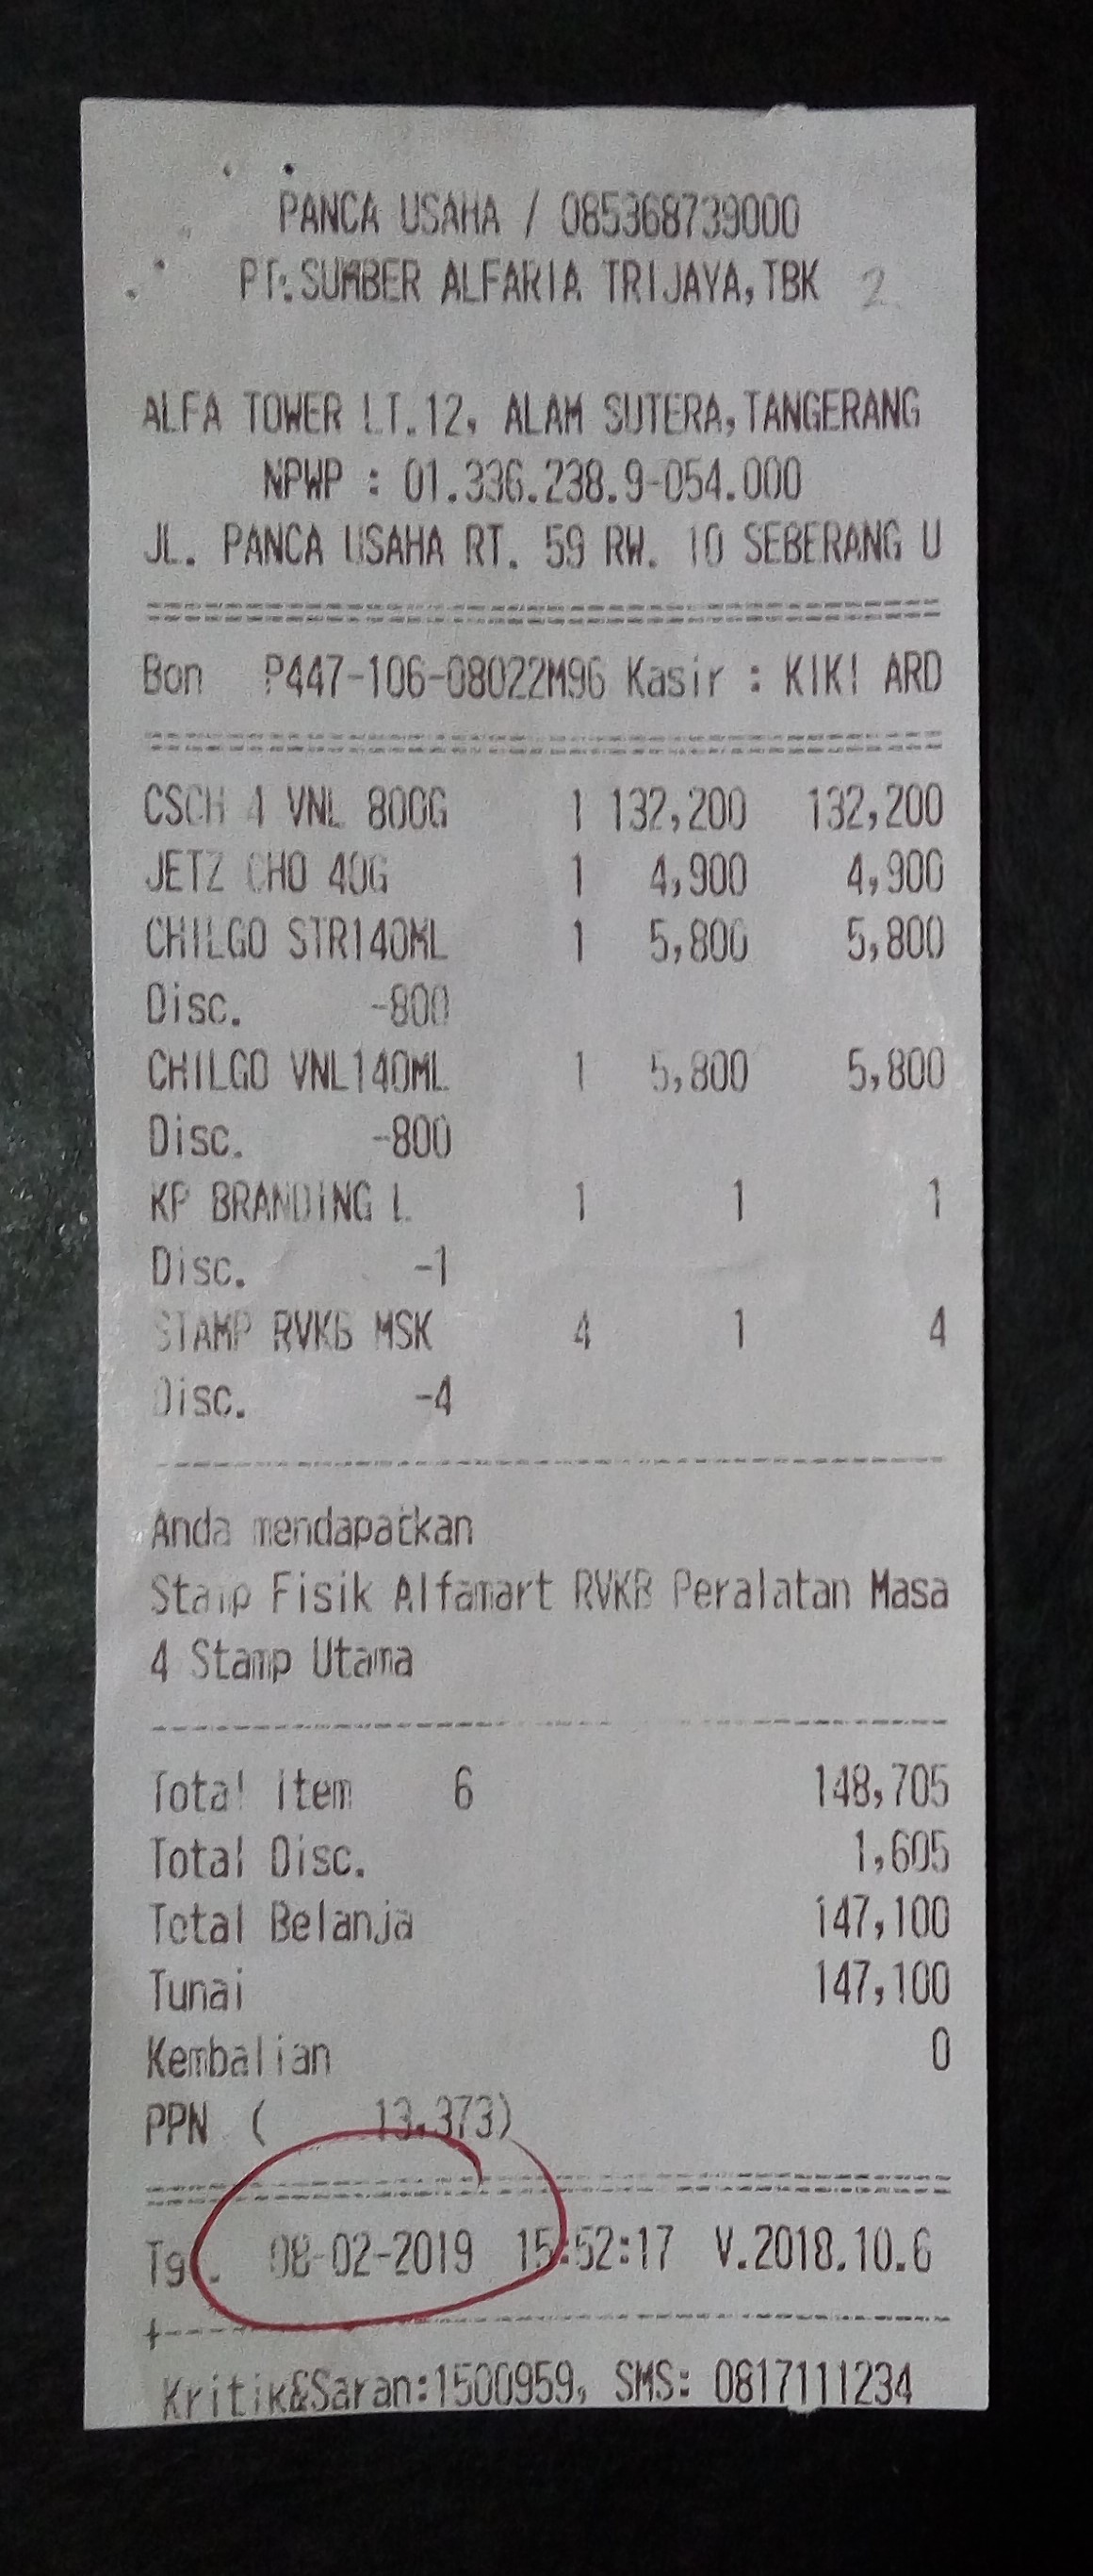 PANCA USAHA / 085368739000
PT.SUMBER ALFARIA TRIJAYA,TBK 2
ALFA TOWER LT.12, ALAM SUTERA,TANGERANG
NPWP : 01.336.238.9-054.000
JL. PANCA USAHA RT. 59 RW. 10 SEBERANG U
Bon P447-106-08022M96 Kasir : KIKI ARD
CSCH 4 VNL 800G 1 132,200 132,200
JETZ CHO 40G 1 4,900 4,900
CHILGO STR140ML 1 5,800 5,800
Disc. -800
CHILGO VNL140ML 1 5,800 5,800
Disc. -800
KP BRANDING L 1 1 1
Disc. -1
STAMP RVKB MSK 4 1 4
Disc. -4
Anda mendapatkan
Stamp Fisik Alfamart RVKB Peralatan Masa
4 Stamp Utama
Total Item 6 148,705
Total Disc. 1,605
Total Belanja 147,100
Tunai 147,100
Kembalian 0
PPN ( 13,373)
Tgl. 08-02-2019 15:52:17 V.2018.10.6
Kritik&Saran:1500959, SMS: 0817111234